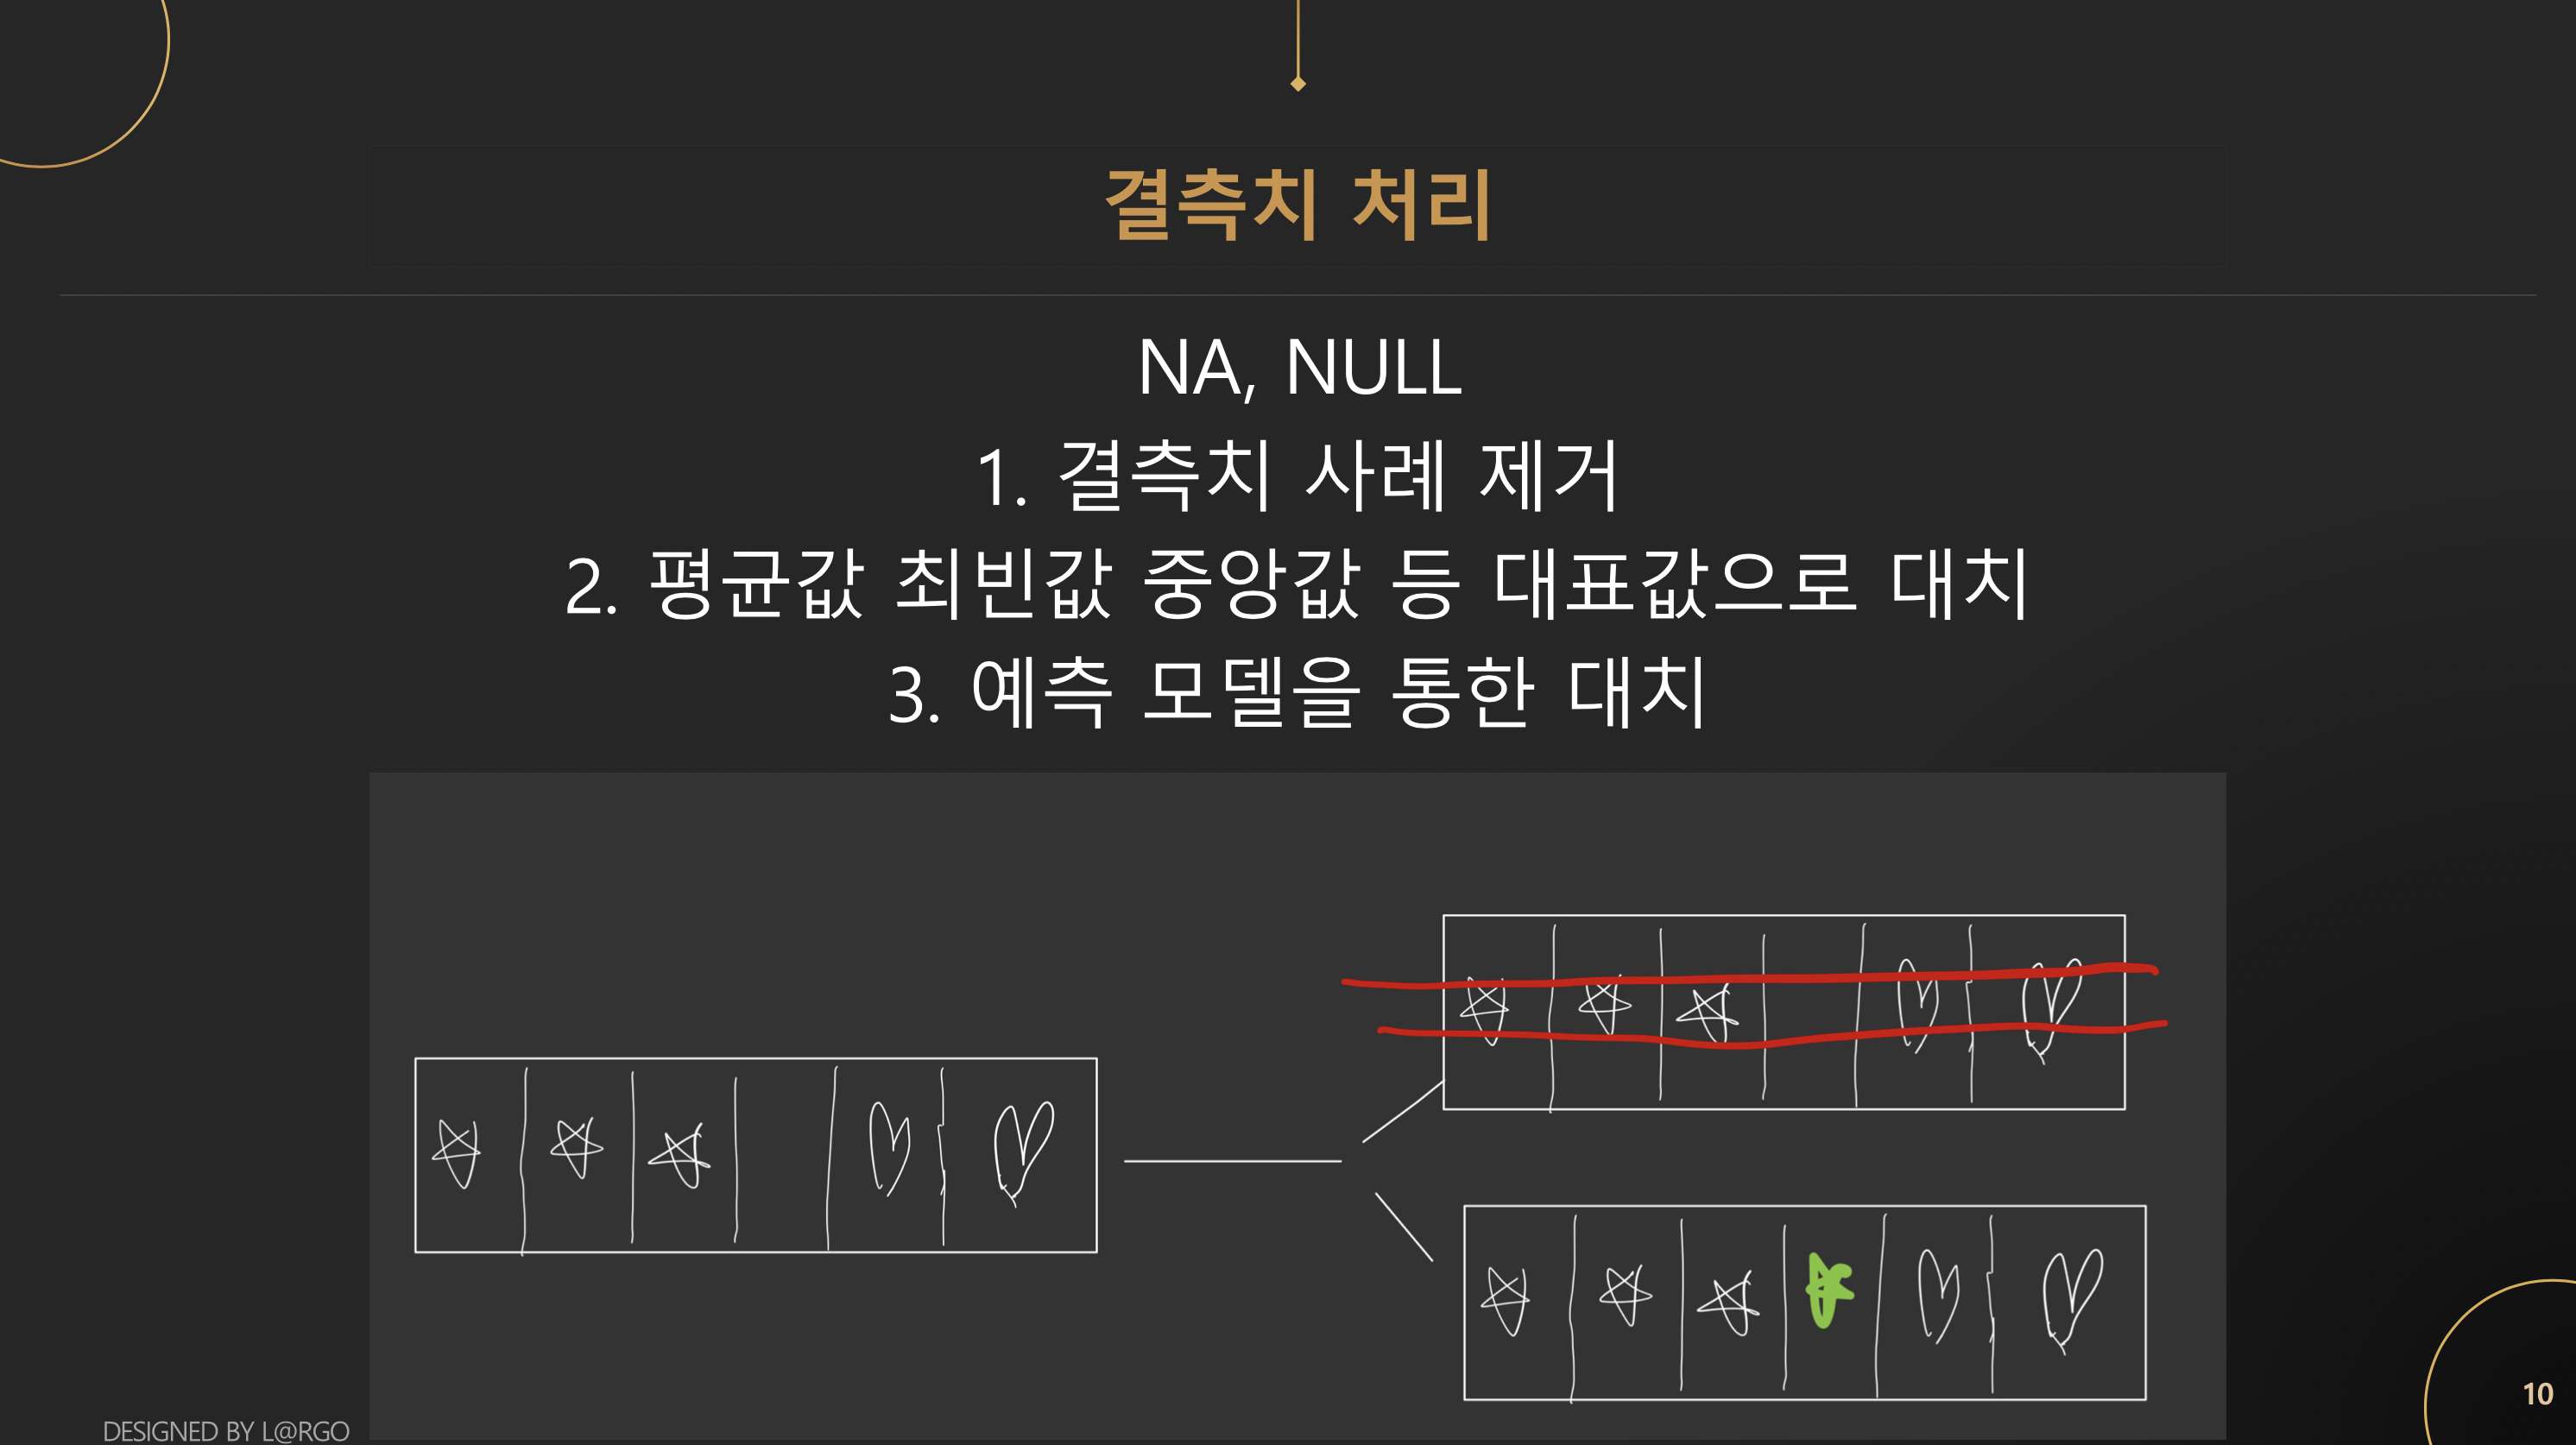 결측치 처리
NA, NULL
1. 결측치 사례 제거
2. 평균값 최빈값 중앙값 등 대표값으로 대치
3. 예측 모델을 통한 대치
DESIGNED BY L@RGO
10